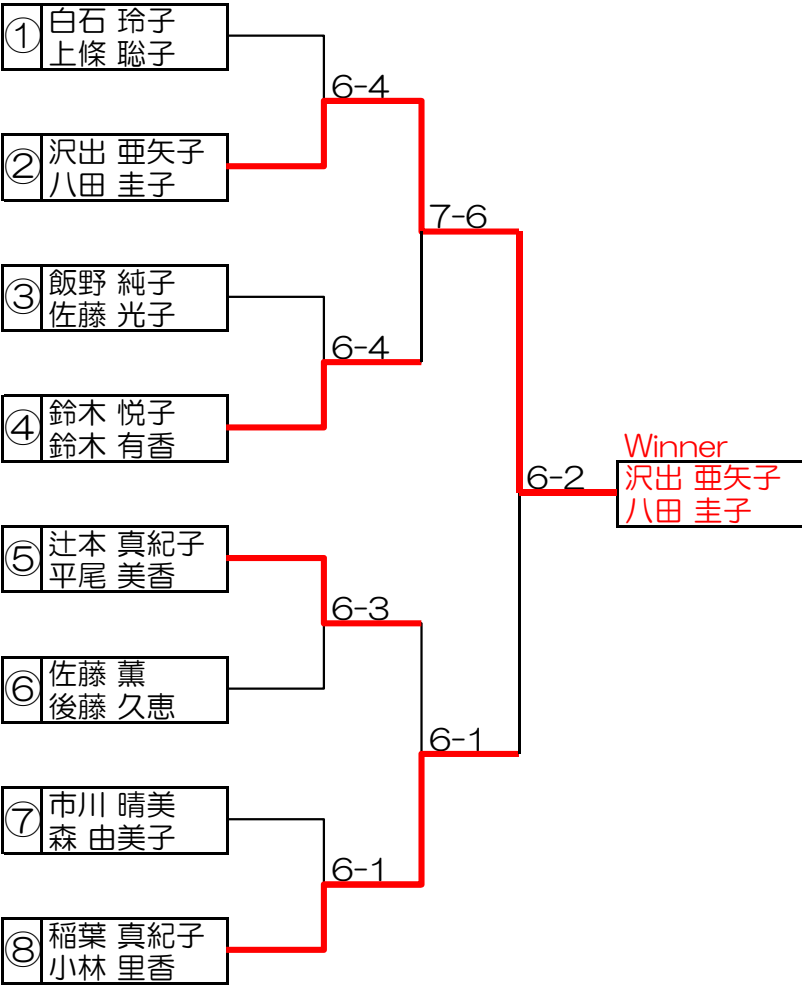 ① 白石 玲子
上條 聡子
6-4
② 沢出 亜矢子
八田 圭子
7-6
③ 飯野 純子
佐藤 光子
6-4
④ 鈴木 悦子
鈴木 有香
Winner
沢出 亜矢子
八田 圭子
6-2
⑤ 辻本 真紀子
平尾 美香
6-3
⑥ 佐藤 薫
後藤 久恵
6-1
⑦ 市川 晴美
森 由美子
6-1
⑧ 稲葉 真紀子
小林 里香